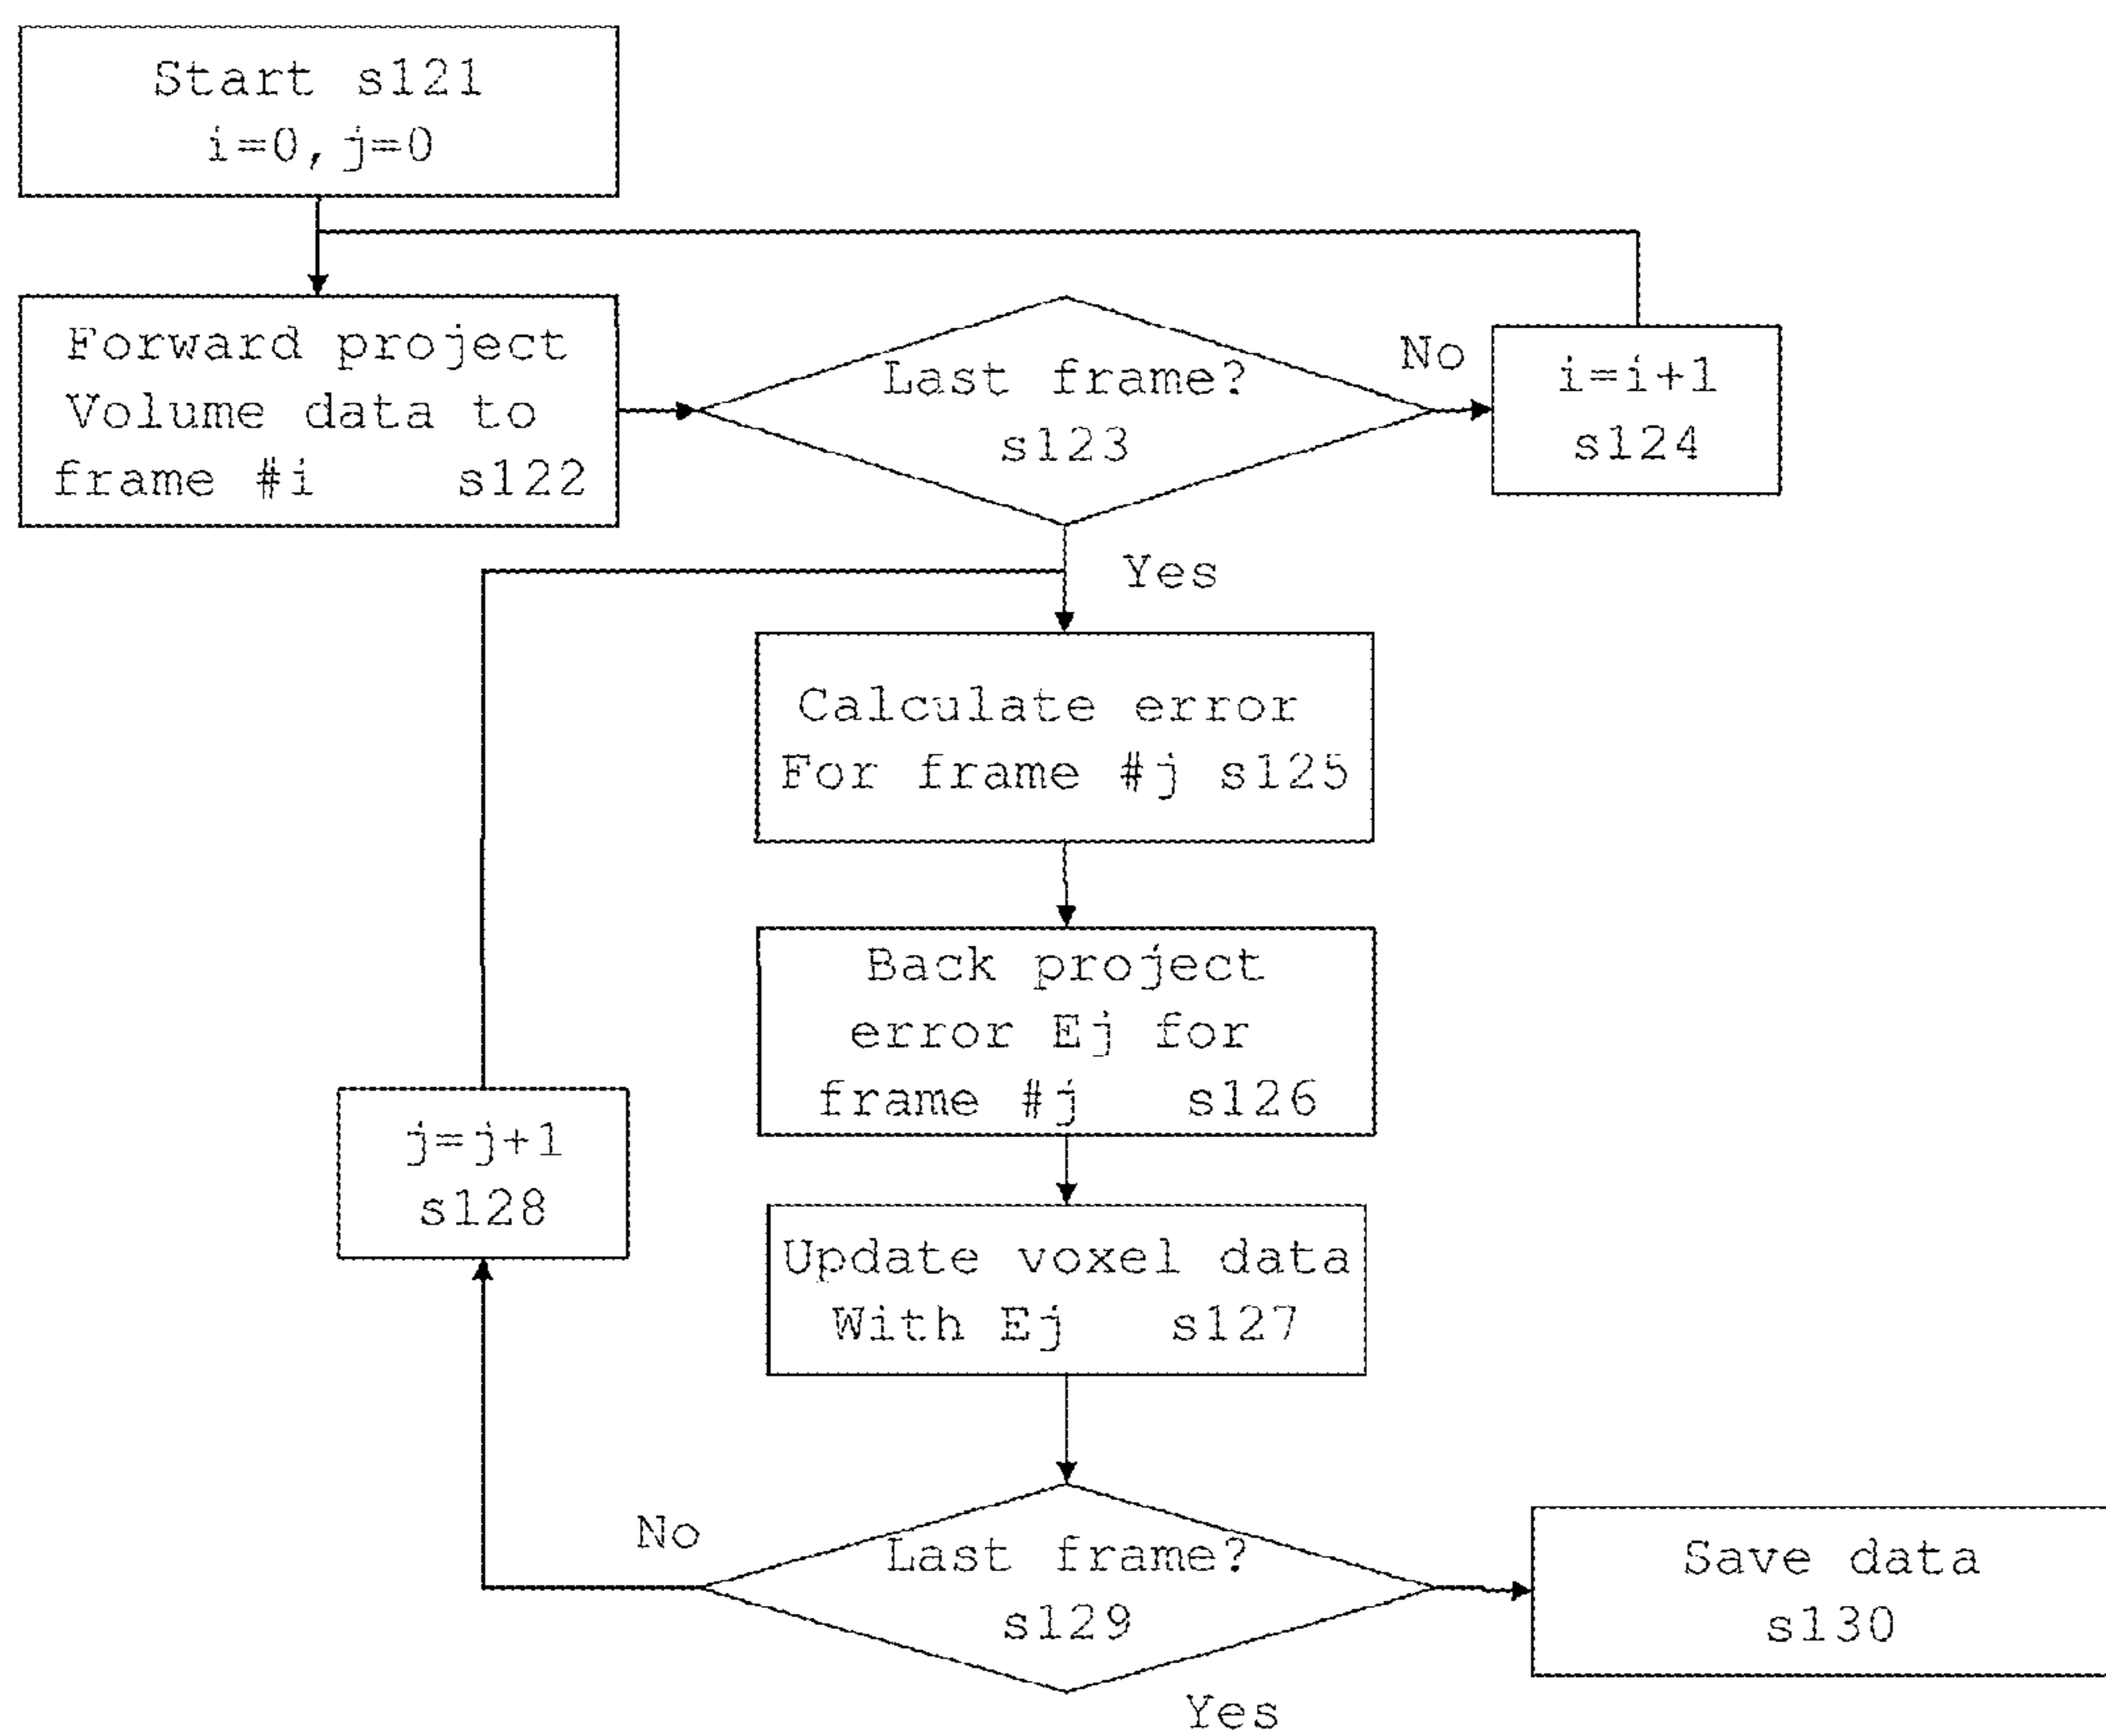 Start s121
i=0,j=0
Forward project
Volume data to
frame #i s122
Last frame?
s123
No
i=i+1
s124
Yes
Calculate error
For frame #j s125
Back project
error Ej for
frame #j s126
j=j+1
s128
Update voxel data
With Ej s127
No
Last frame?
s129
Yes
Save data
s130